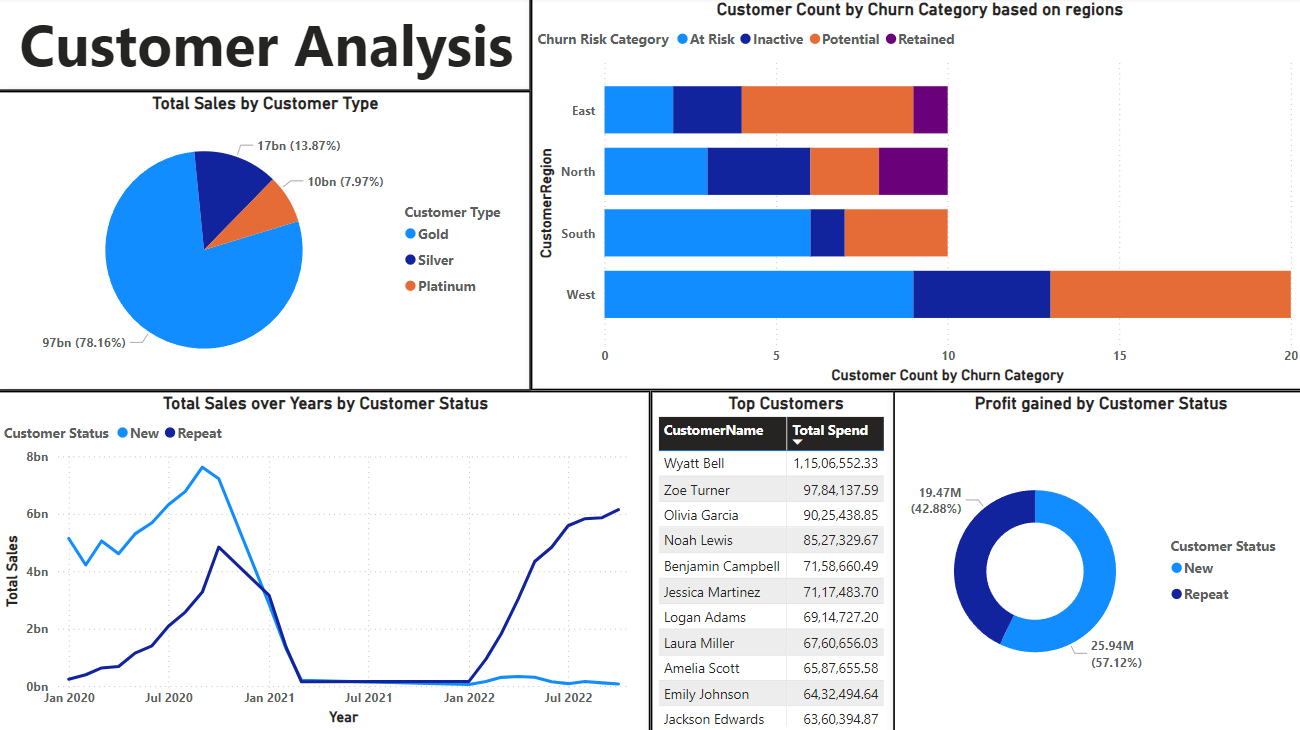 Customer Analysis
Total Sales by Customer Type
17bn (13.87%)
10bn (7.97%)
97bn (78.16%)
Customer Type
Gold
Silver
Platinum
Customer Count by Churn Category based on regions
Churn Risk Category At Risk Inactive Potential Retained
CustomerRegion
East
North
South
West
0 5 10 15 20
Customer Count by Churn Category
Total Sales over Years by Customer Status
Customer Status New Repeat
Total Sales
8bn
6bn
4bn
2bn
0bn
Jan 2020 Jul 2020 Jan 2021 Jul 2021 Jan 2022 Jul 2022
Year
Top Customers
CustomerName Total Spend
Wyatt Bell 1,15,06,552.33
Zoe Turner 97,84,137.59
Olivia Garcia 90,25,438.85
Noah Lewis 85,27,329.67
Benjamin Campbell 71,58,660.49
Jessica Martinez 71,17,483.70
Logan Adams 69,14,727.20
Laura Miller 67,60,656.03
Amelia Scott 65,87,655.58
Emily Johnson 64,32,494.64
Jackson Edwards 63,60,394.87
Profit gained by Customer Status
19.47M
(42.88%)
25.94M
(57.12%)
Customer Status
New
Repeat